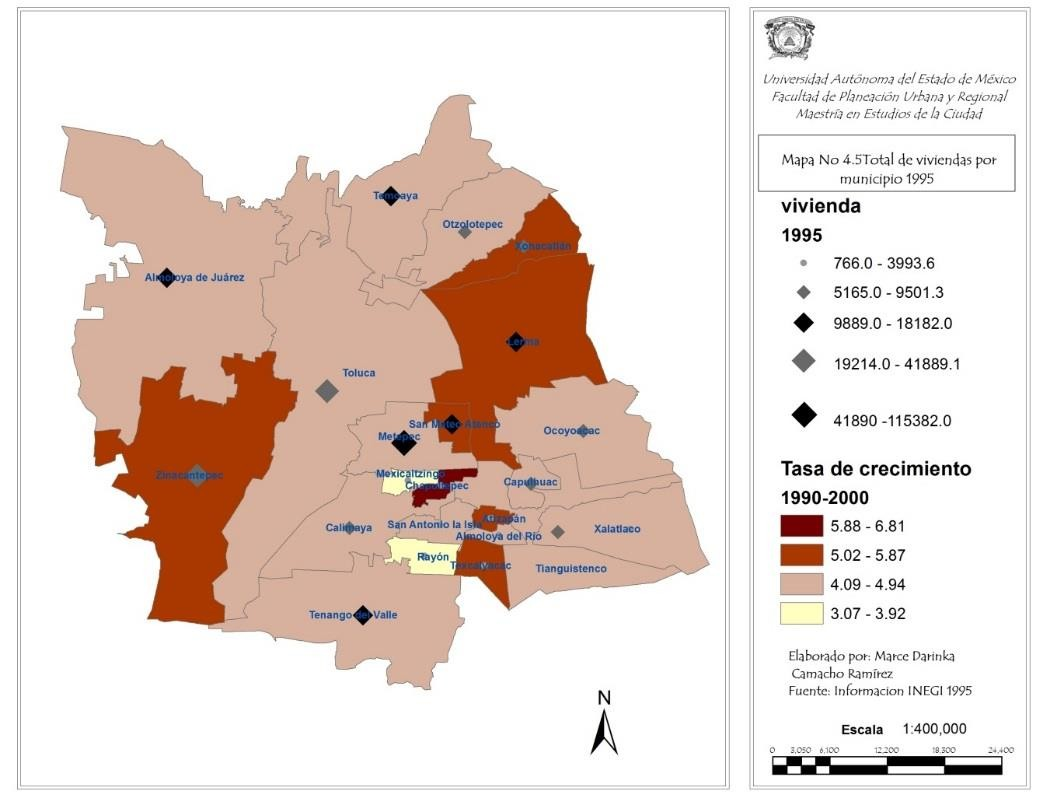 Temoaya
Otzolotepec
Xonacatlán
Almoloya de Juárez
Lerma
Toluca
San Mateo Atenco
Ocoyoacac
Metepec
Mexicaltzingo
Zinacantepec
Chapultepec
Capulhuac
San Antonio la Isla
Atizapán
Calimaya
Xalatlaco
Almoloya del Río
Rayón
Texcalyacac
Tianguistenco
Tenango del Valle
N
Universidad Autónoma del Estado de México
Facultad de Planeación Urbana y Regional
Maestría en Estudios de la Ciudad
Mapa No 4.5Total de viviendas por
municipio 1995
vivienda
1995
766.0 - 3993.6
5165.0 - 9501.3
9889.0 - 18182.0
19214.0 - 41889.1
41890 -115382.0
Tasa de crecimiento
1990-2000
5.88 - 6.81
5.02 - 5.87
4.09 - 4.94
3.07 - 3.92
Elaborado por: Marce Darinka
Camacho Ramírez
Fuente: Informacion INEGI 1995
Escala 1:400,000
0 3,050 6,100 12,200 18,300 24,400